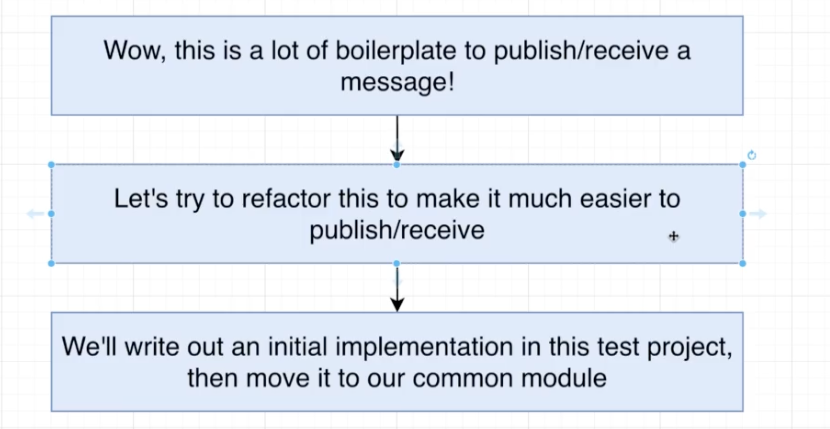 Wow, this is a lot of boilerplate to publish/receive a
message!
Let's try to refactor this to make it much easier to
publish/receive
We'll write out an initial implementation in this test project,
then move it to our common module